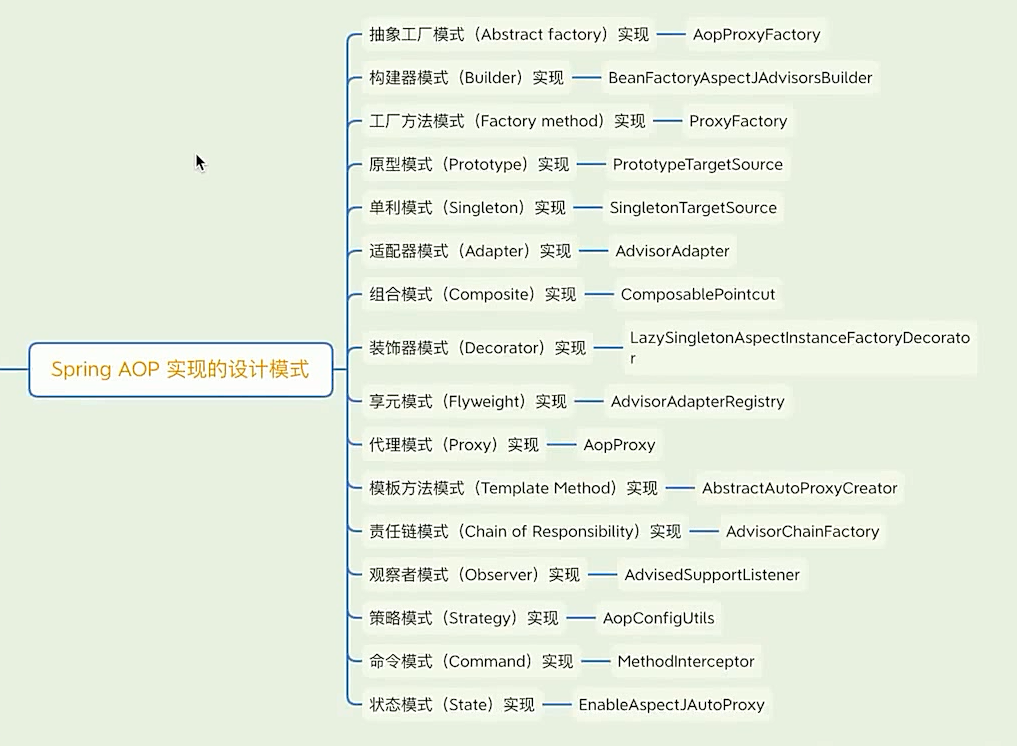 抽象工厂模式（Abstract factory）实现
AopProxyFactory
构建器模式（Builder）实现
BeanFactoryAspectJAdvisorsBuilder
工厂方法模式（Factory method）实现
ProxyFactory
原型模式（Prototype）实现
PrototypeTargetSource
单利模式（Singleton）实现
SingletonTargetSource
适配器模式（Adapter）实现
AdvisorAdapter
组合模式（Composite）实现
ComposablePointcut
装饰器模式（Decorator）实现
LazySingletonAspectInstanceFactoryDecorato
r
Spring AOP 实现的设计模式
享元模式（Flyweight）实现
AdvisorAdapterRegistry
代理模式（Proxy）实现
AopProxy
模板方法模式（Template Method）实现
AbstractAutoProxyCreator
责任链模式（Chain of Responsibility）实现
AdvisorChainFactory
观察者模式（Observer）实现
AdvisedSupportListener
策略模式（Strategy）实现
AopConfigUtils
命令模式（Command）实现
MethodInterceptor
状态模式（State）实现
EnableAspectJAutoProxy